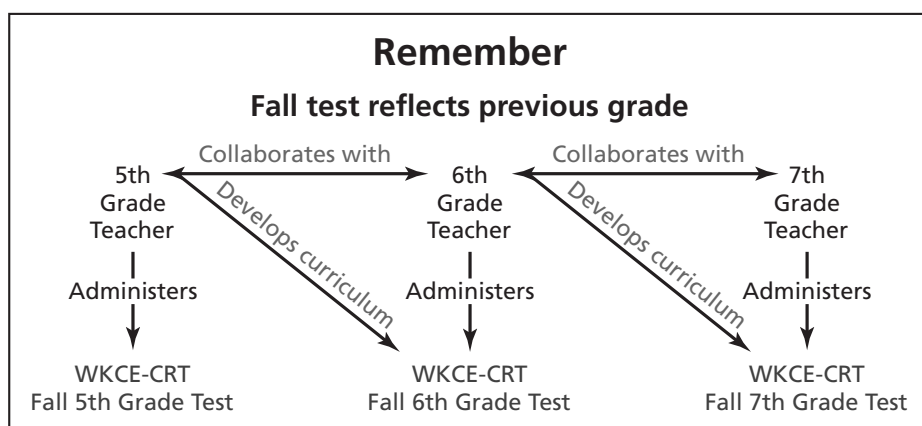 Remember
Fall test reflects previous grade
Collaborates with
Collaborates with
5th
Grade
Teacher
6th
Grade
Teacher
7th
Grade
Teacher
Develops curriculum
Develops curriculum
Administers
Administers
Administers
WKCE-CRT
Fall 5th Grade Test
WKCE-CRT
Fall 6th Grade Test
WKCE-CRT
Fall 7th Grade Test